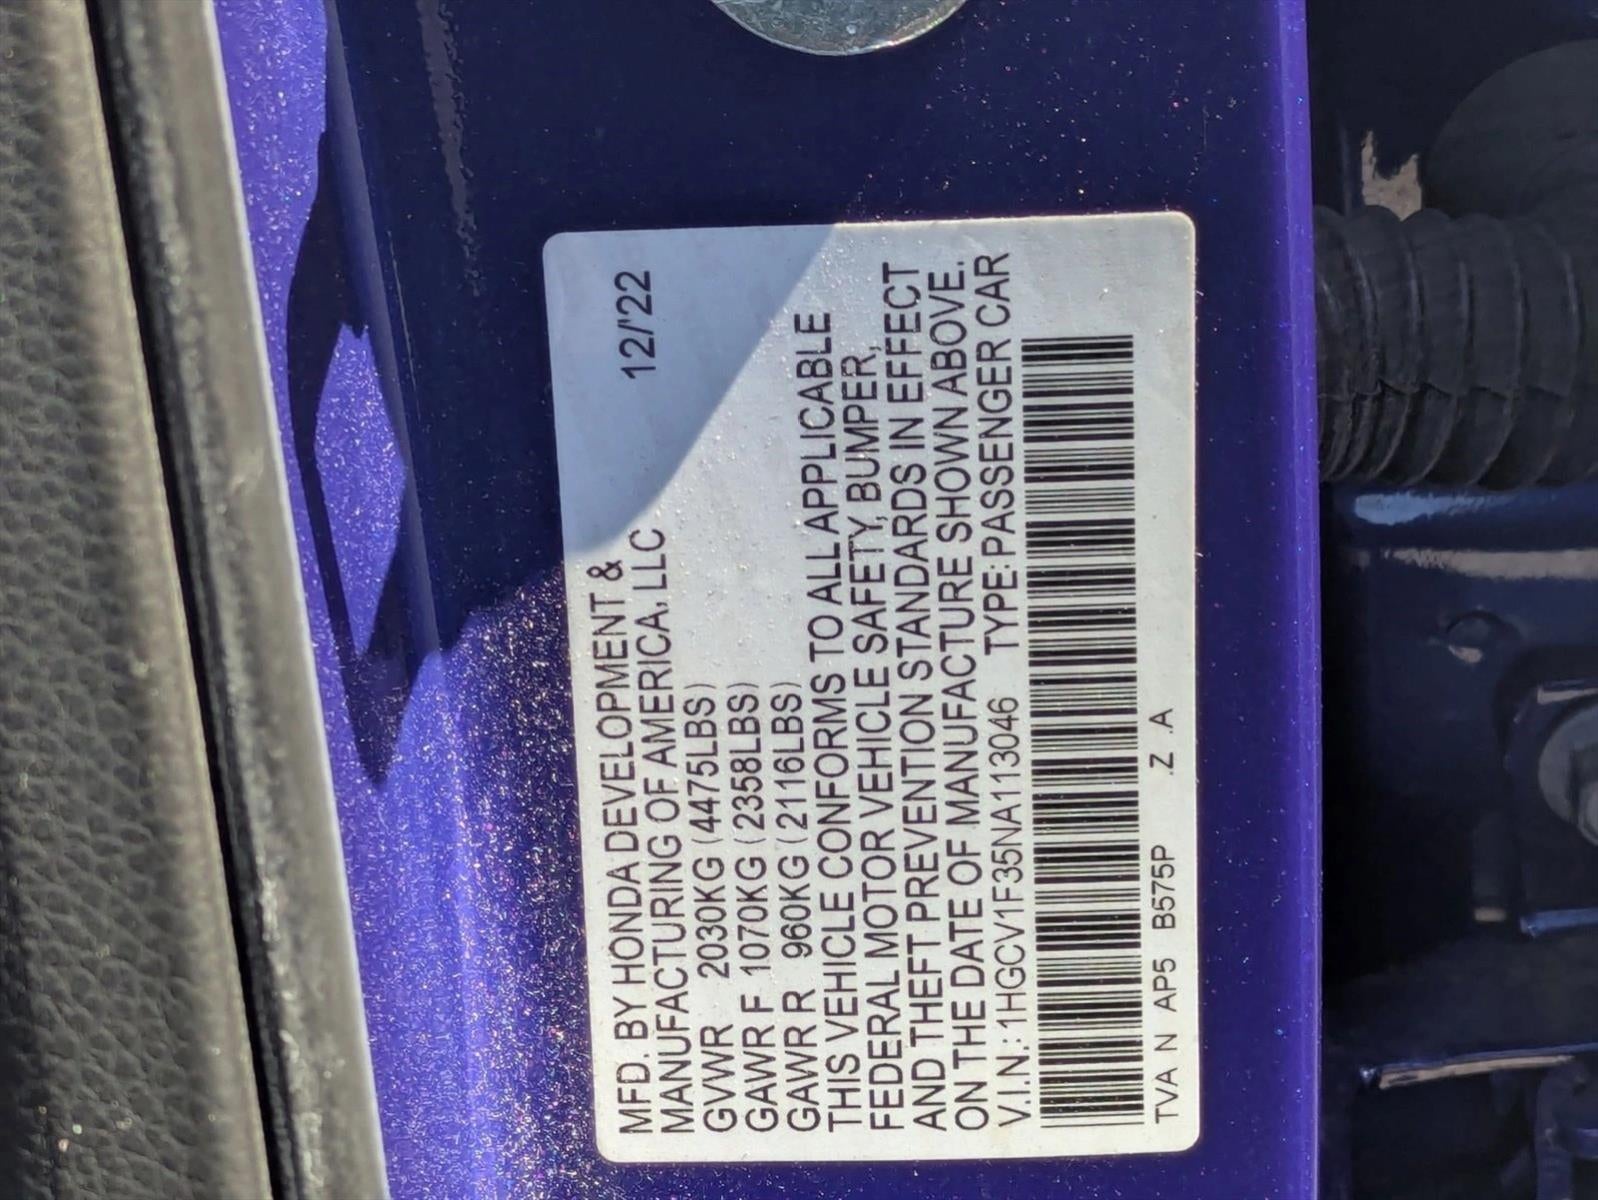 12/'22
MFD. BY HONDA DEVELOPMENT &
MANUFACTURING OF AMERICA, LLC
GVWR 2030KG (4475LBS)
GAWR F 1070KG (2358LBS)
GAWR R 960KG (2116LBS)
THIS VEHICLE CONFORMS TO ALL APPLICABLE
FEDERAL MOTOR VEHICLE SAFETY, BUMPER,
AND THEFT PREVENTION STANDARDS IN EFFECT
ON THE DATE OF MANUFACTURE SHOWN ABOVE.
V.I.N.: 1HGCV1F35NA113046 TYPE: PASSENGER CAR
TVA N AP5 B575P .Z .A